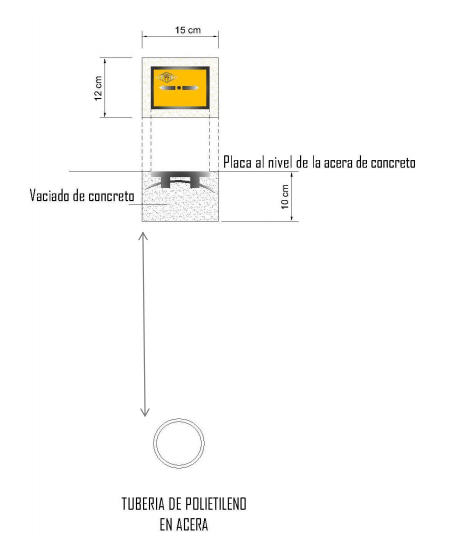 15 cm
12 cm
Placa al nivel de la acera de concreto
Vaciado de concreto
10 cm
TUBERIA DE POLIETILENO
EN ACERA